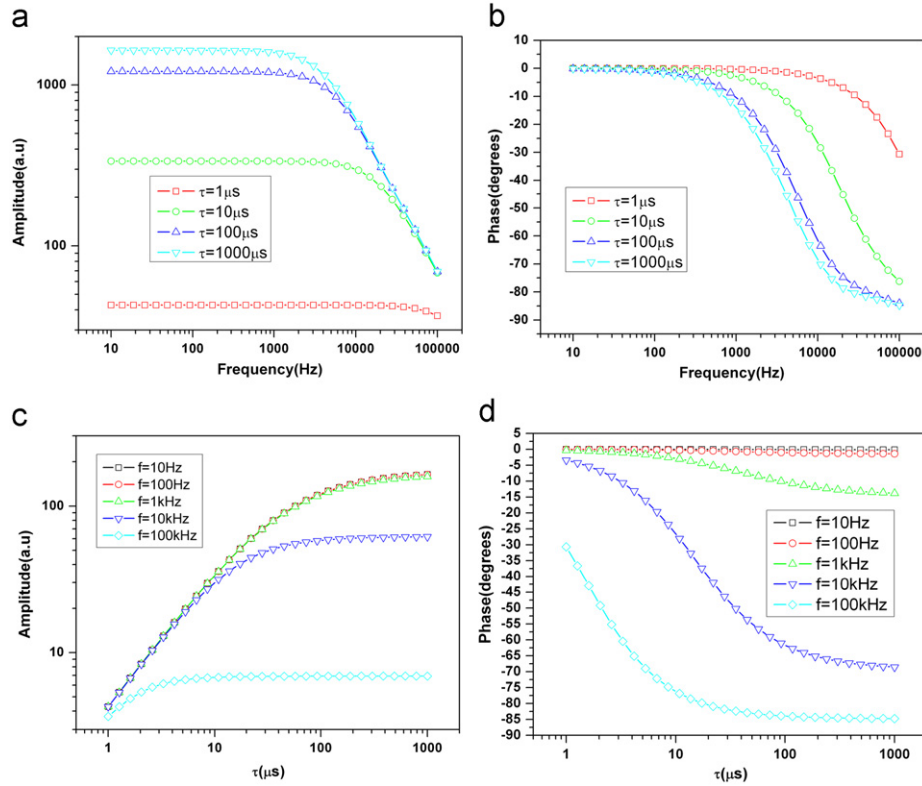 a
1000
100
Amplitude(a.u)
τ=1μs
τ=10μs
τ=100μs
τ=1000μs
10 100 1000 10000 100000
Frequency(Hz)
b
10
5
0
-10
-20
-30
-40
-50
-60
-70
-80
-90
Phase(degrees)
τ=1μs
τ=10μs
τ=100μs
τ=1000μs
10 100 1000 10000 100000
Frequency(Hz)
c
100
10
Amplitude(a.u)
f=10Hz
f=100Hz
f=1kHz
f=10kHz
f=100kHz
1 10 100 1000
τ(μs)
d
5
0
-5
-10
-15
-20
-25
-30
-35
-40
-45
-50
-55
-60
-65
-70
-75
-80
-85
-90
Phase(degrees)
f=10Hz
f=100Hz
f=1kHz
f=10kHz
f=100kHz
1 10 100 1000
τ(μs)